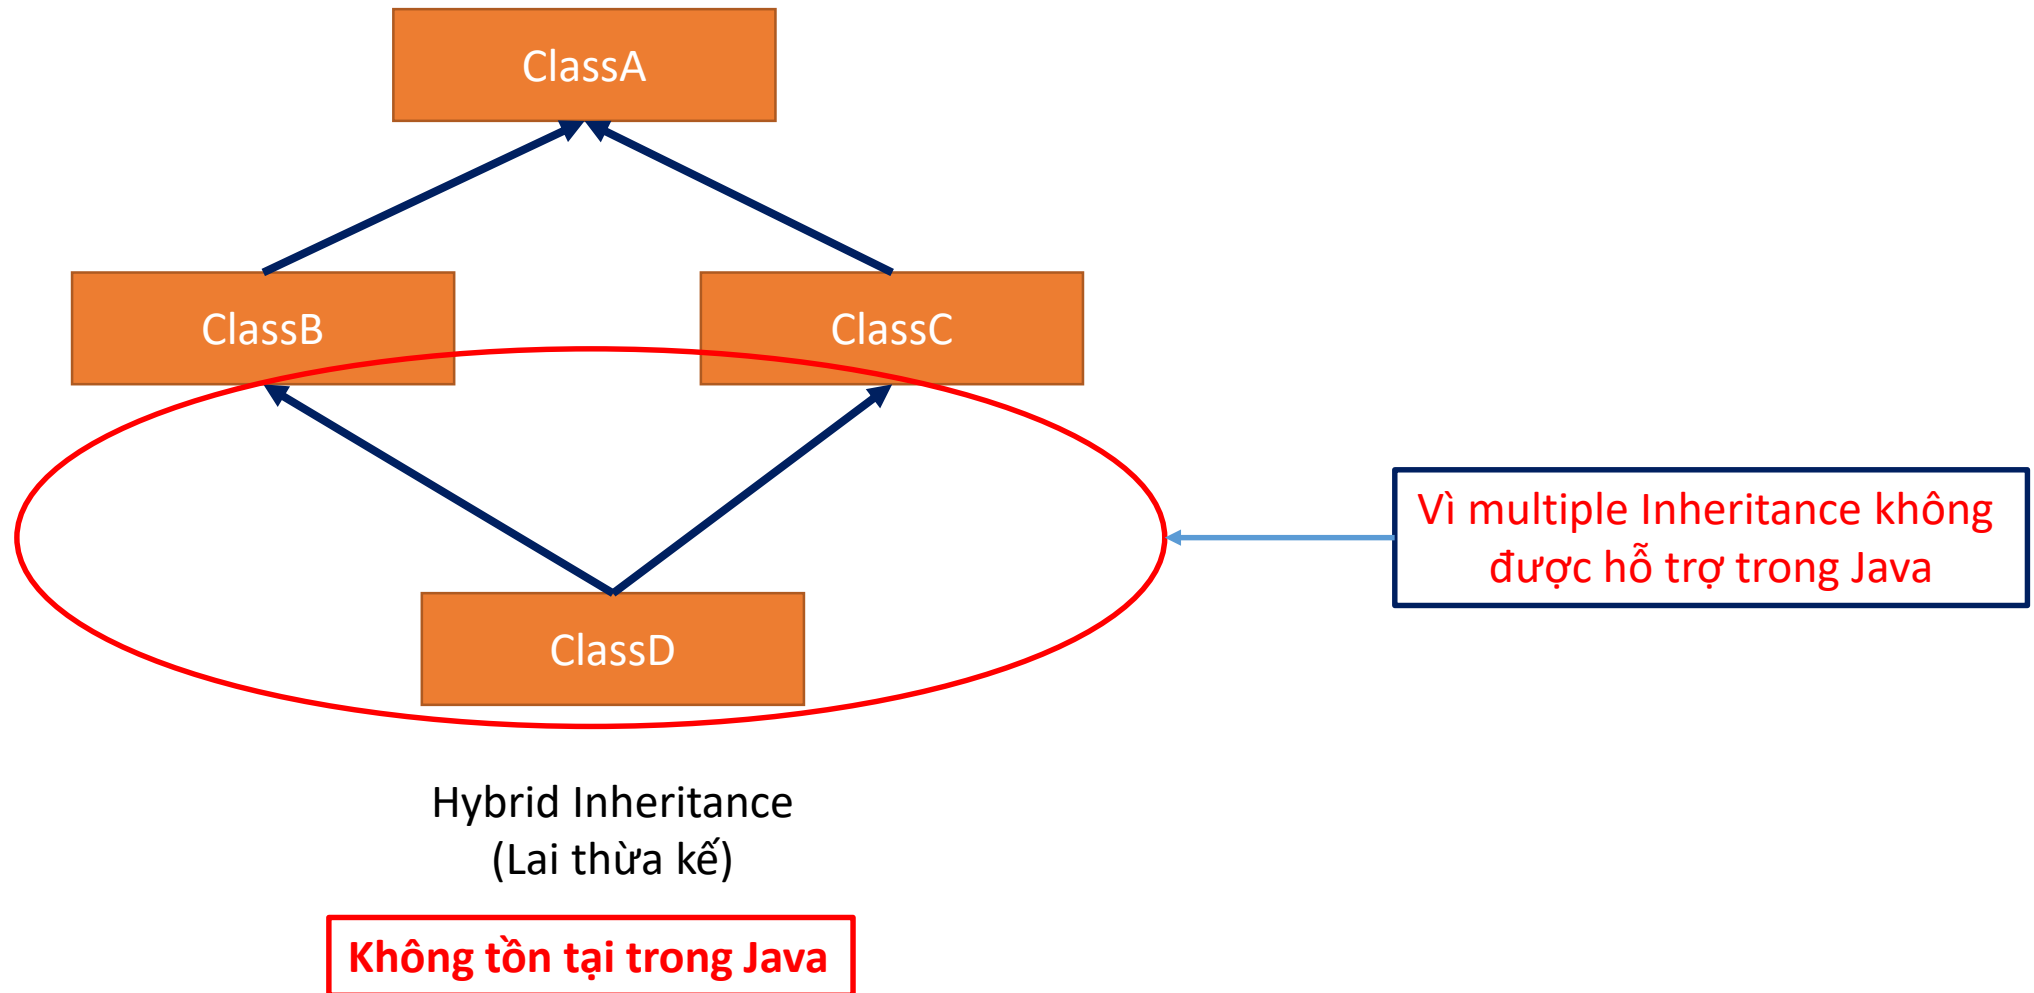 ClassA
ClassB
ClassC
Vì multiple Inheritance không
được hỗ trợ trong Java
ClassD
Hybrid Inheritance
(Lai thừa kế)
Không tồn tại trong Java